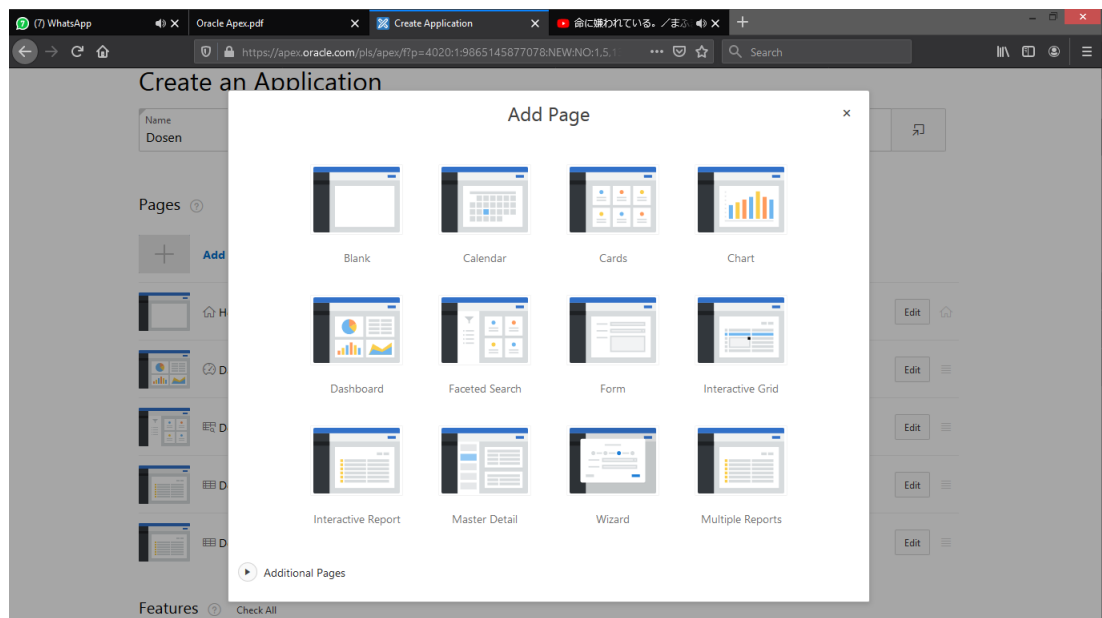 (7) WhatsApp
Oracle Apex.pdf
Create Application
命に嫌われている。／まふ
https://apex.oracle.com/pls/apex/f?p=4020:1:9865145877078:NEW:NO:1,5,1
Search
Create an Application
Name
Dosen
Add Page
Pages
Add
Blank
Calendar
Cards
Chart
H
Edit
D
Edit
Dashboard
Faceted Search
Form
Interactive Grid
D
Edit
D
Edit
Interactive Report
Master Detail
Wizard
Multiple Reports
D
Edit
Additional Pages
Features
Check All